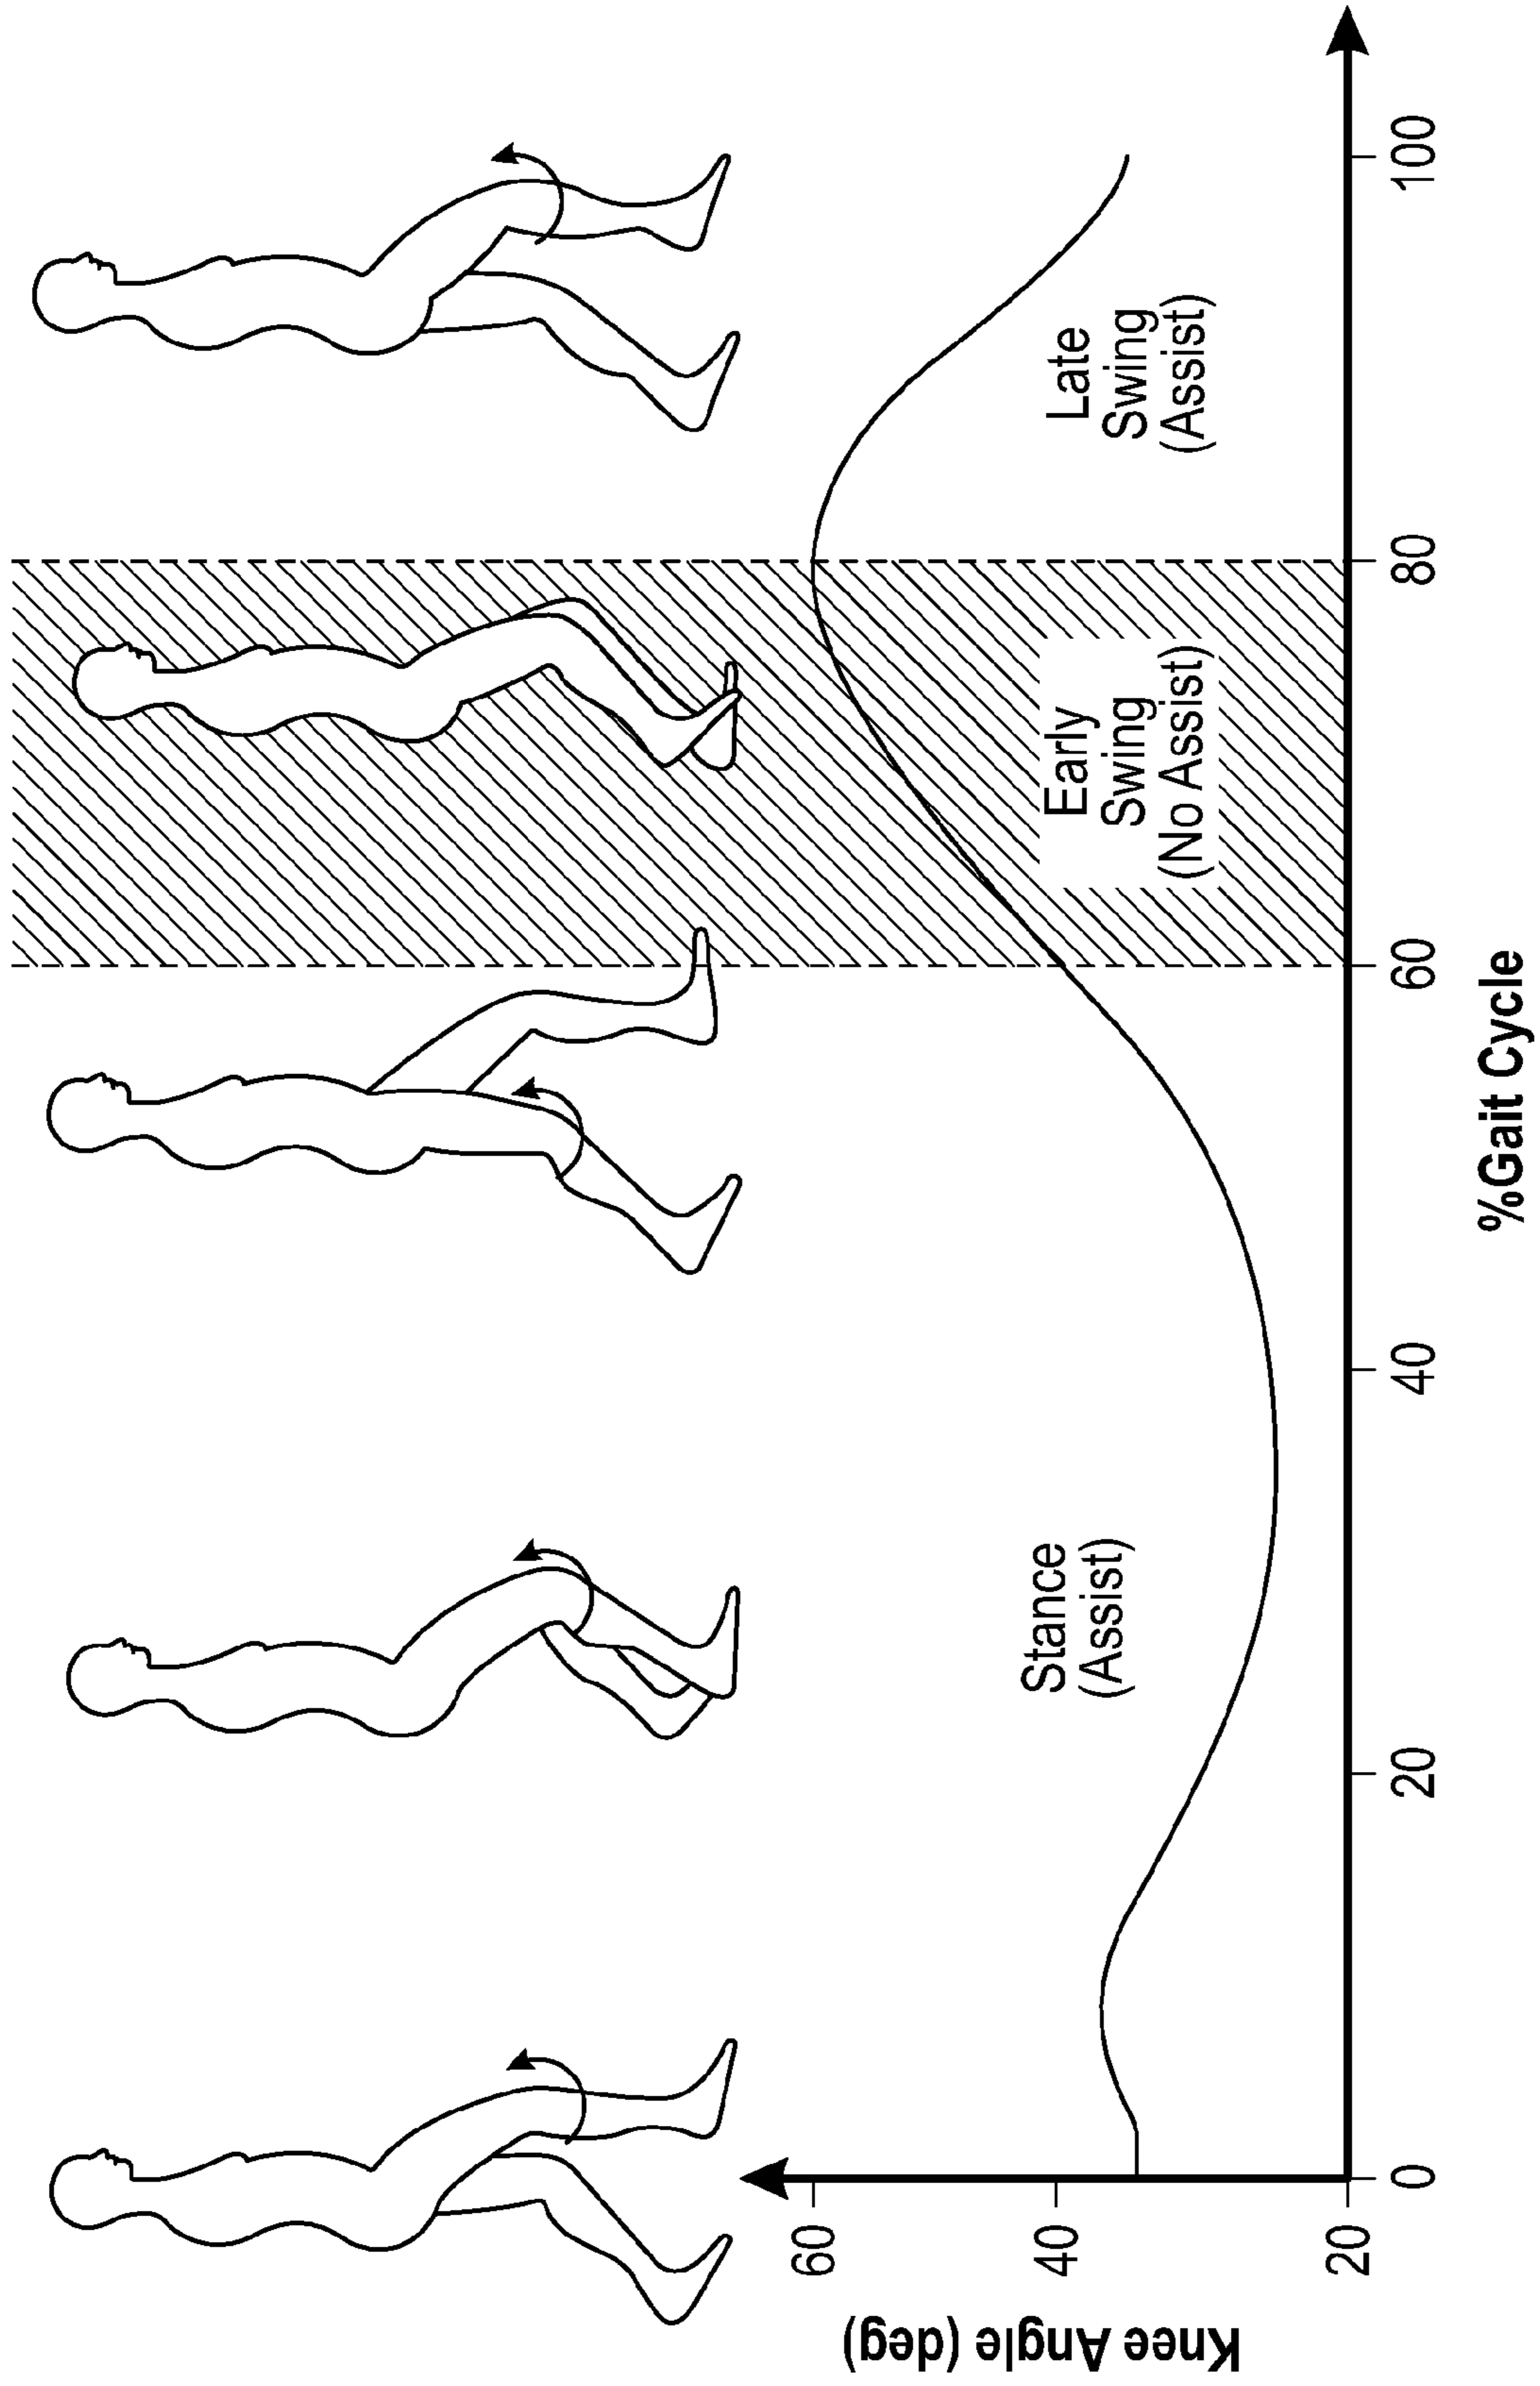 Knee Angle (deg)
60
40
20
Stance
(Assist)
Early
Swing
(No Assist)
Late
Swing
(Assist)
0
20
40
60
80
100
%Gait Cycle